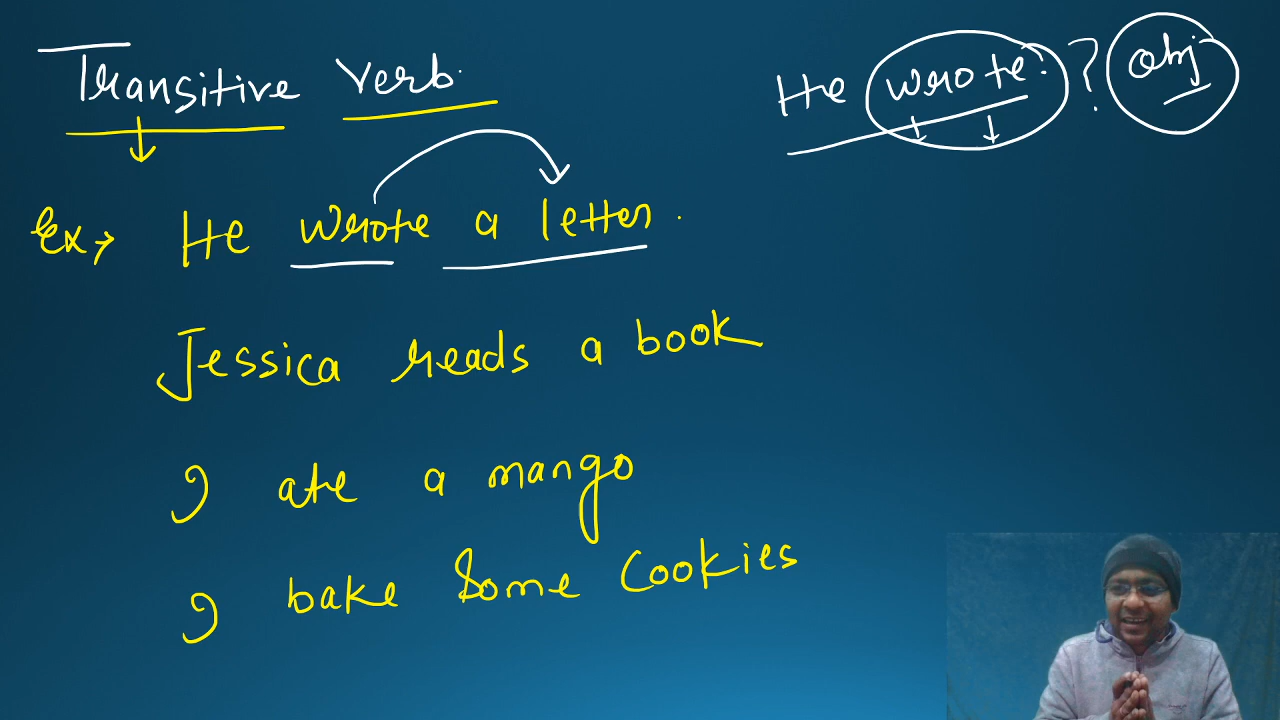 Transitive Verb.
He wrote? ? obj
Ex→ He wrote a letter.
Jessica reads a book
I ate a mango
I bake Some Cookies